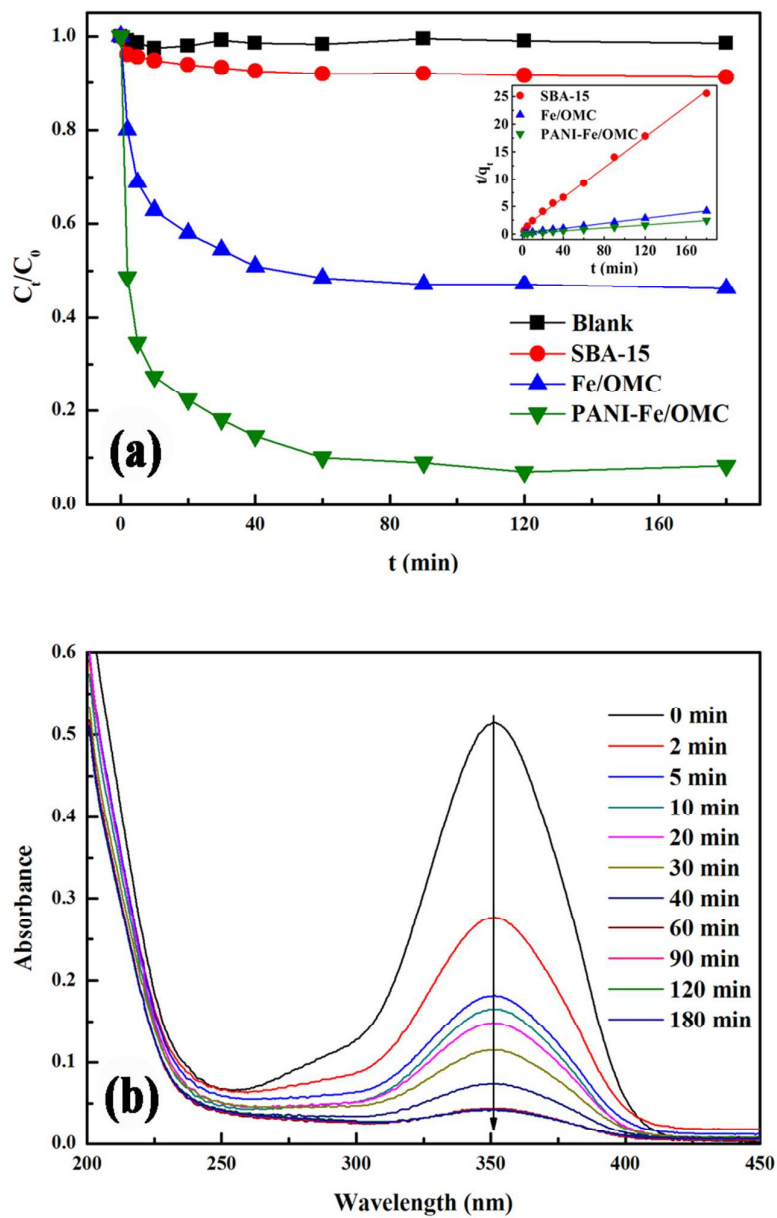 1.0
0.8
0.6
0.4
0.2
0.0
C_t/C_0
0 40 80 120 160
t (min)
25
20
15
10
5
0
t/q_t
0 40 80 120 160
t (min)
SBA-15
Fe/OMC
PANI-Fe/OMC
Blank
SBA-15
Fe/OMC
PANI-Fe/OMC
(a)
0.6
0.5
0.4
0.3
0.2
0.1
0.0
Absorbance
200 250 300 350 400 450
Wavelength (nm)
0 min
2 min
5 min
10 min
20 min
30 min
40 min
60 min
90 min
120 min
180 min
(b)